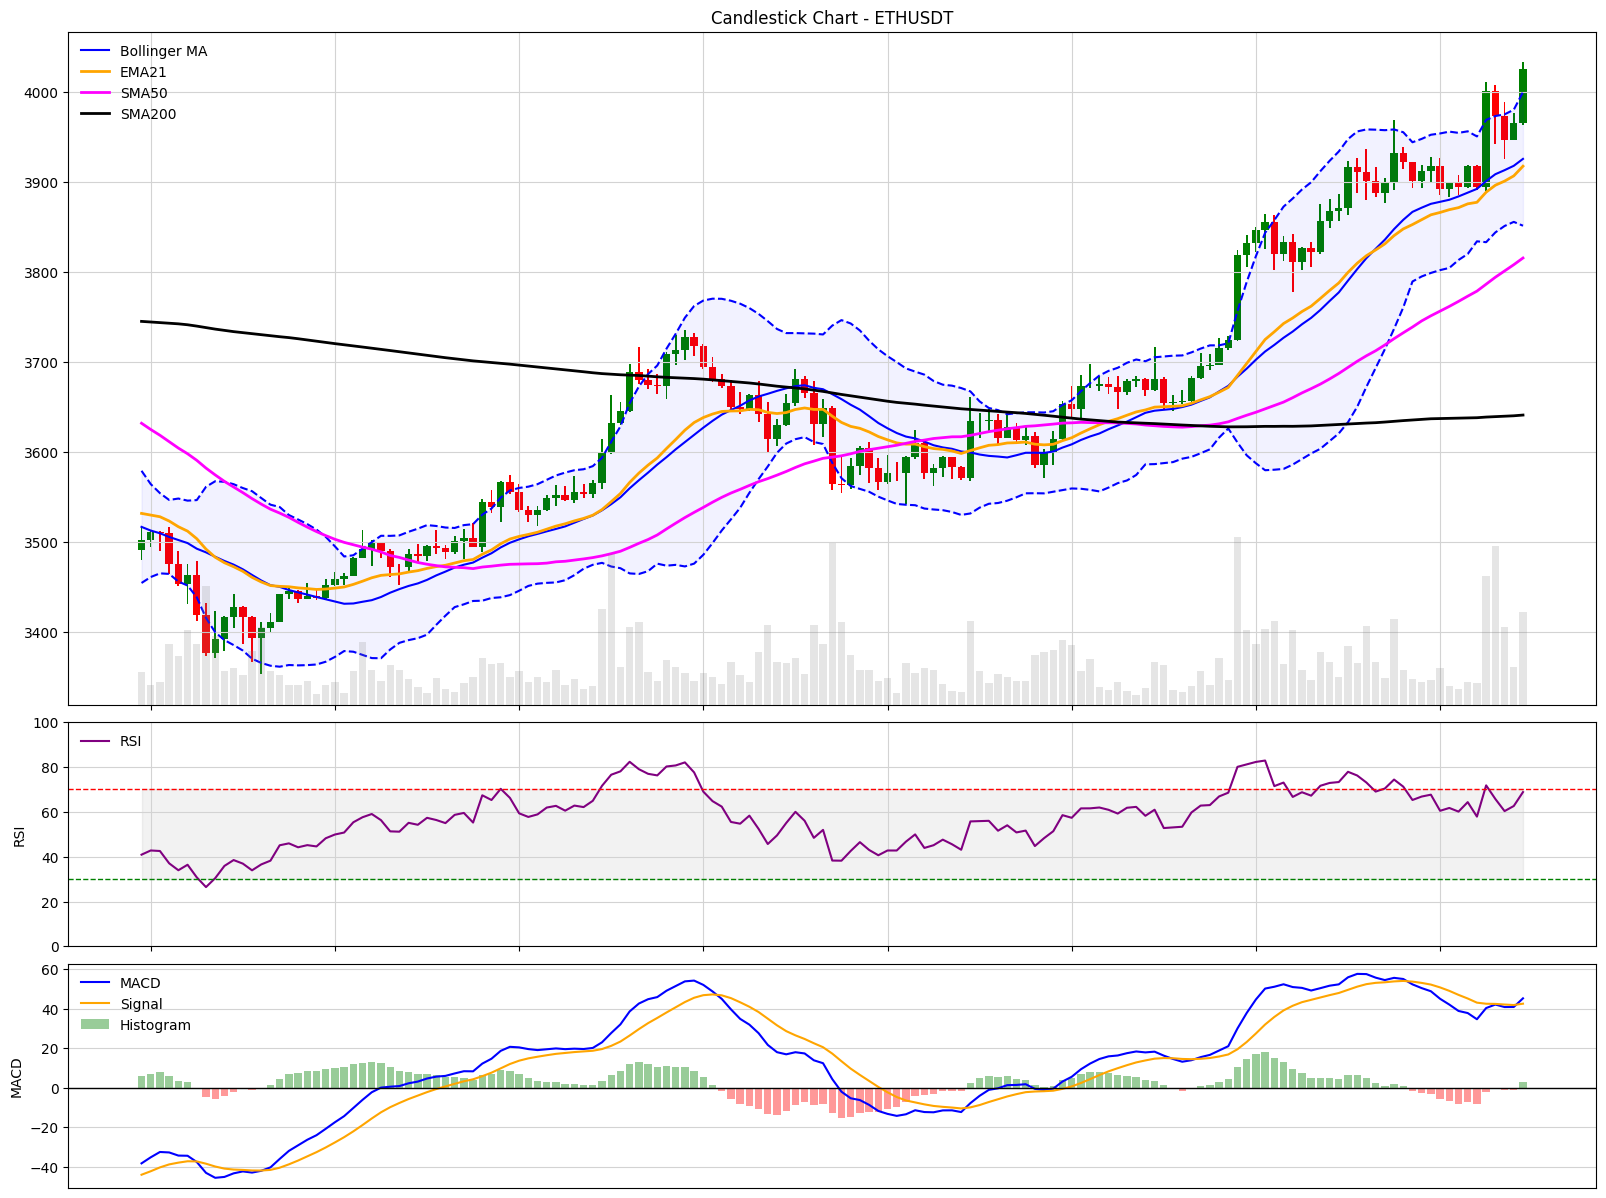 Candlestick Chart - ETHUSDT
Bollinger MA
EMA21
SMA50
SMA200
4000
3900
3800
3700
3600
3500
3400
100
RSI
80
60
RSI
40
20
0
60
MACD
40
Signal
Histogram
20
MACD
0
−20
−40